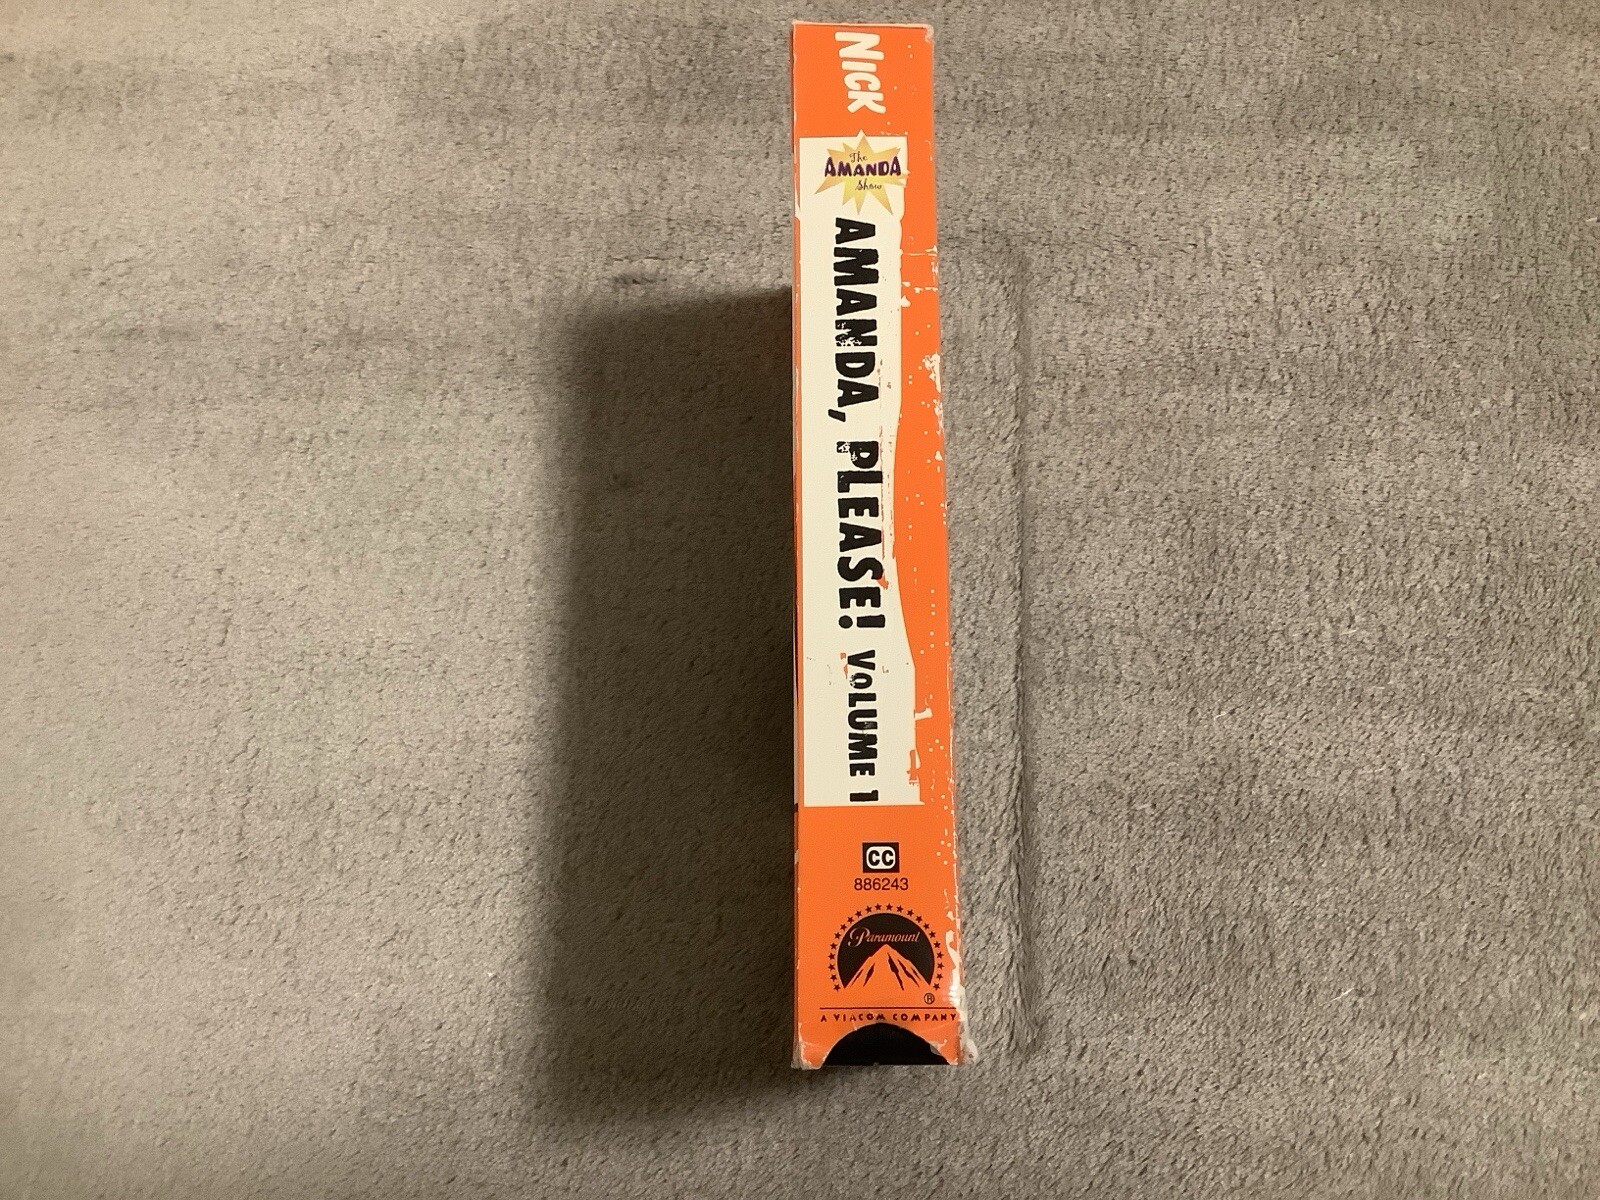 NICK
The
AMANDA
Show
AMANDA, PLEASE! VOLUME 1
CC
886243
Paramount
®
A VIACOM COMPANY